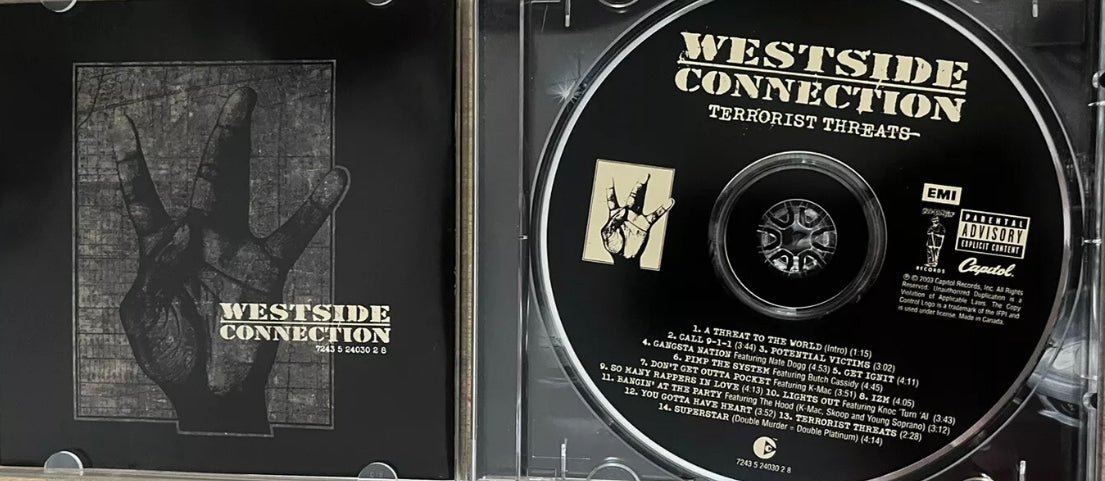 WESTSIDE
CONNECTION
7243 5 24030 2 8
WESTSIDE
CONNECTION
TERRORIST THREATS
EMI
RECORDS
PARENTAL
ADVISORY
EXPLICIT CONTENT
Capitol.
℗ © 2003 Capitol Records, Inc. All Rights
Reserved. Unauthorized Duplication is a
Violation of Applicable Laws. The Copy
Control Logo is a trademark of the IFPI and
is used under license. Made in Canada.
1. A THREAT TO THE WORLD (Intro) (1:15)
2. CALL 9-1-1 (3:44) 3. POTENTIAL VICTIMS (3:02)
4. GANGSTA NATION Featuring Nate Dogg (4:53) 5. GET IGNIT (4:11)
6. PIMP THE SYSTEM Featuring Butch Cassidy (4:45)
7. DON'T GET OUTTA POCKET Featuring K-Mac (3:51) 8. IZM (4:05)
9. SO MANY RAPPERS IN LOVE (4:13) 10. LIGHTS OUT Featuring Knoc 'Turn 'Al (3:43)
11. BANGIN' AT THE PARTY Featuring The Hood (K-Mac, Skoop and Young Soprano) (3:12)
12. YOU GOTTA HAVE HEART (3:52) 13. TERRORIST THREATS (2:28)
14. SUPERSTAR (Double Murder = Double Platinum) (4:14)
7243 5 24030 2 8